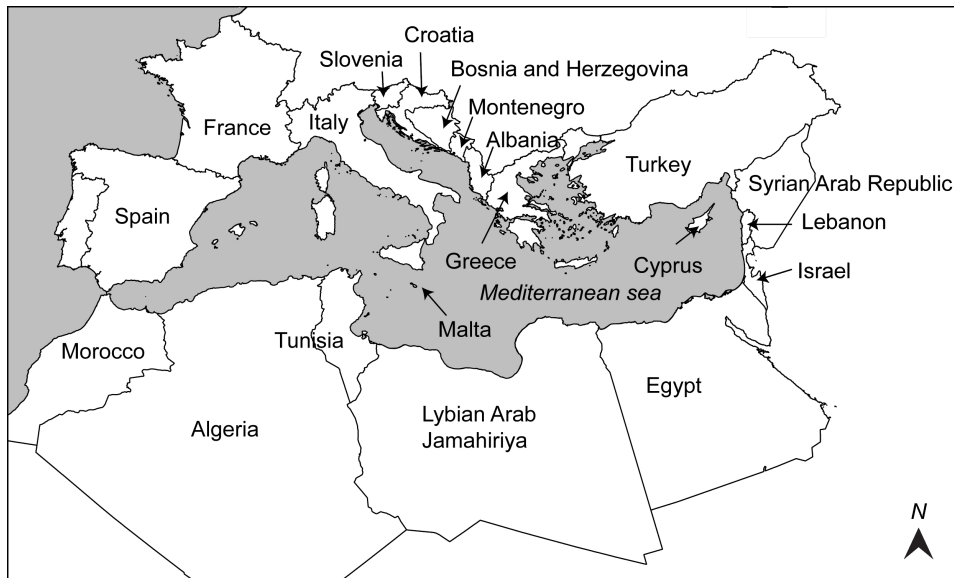 Croatia
Slovenia
Bosnia and Herzegovina
Montenegro
Albania
France
Italy
Turkey
Syrian Arab Republic
Spain
Lebanon
Greece
Cyprus
Israel
Mediterranean sea
Malta
Tunisia
Morocco
Egypt
Algeria
Lybian Arab
Jamahiriya
N